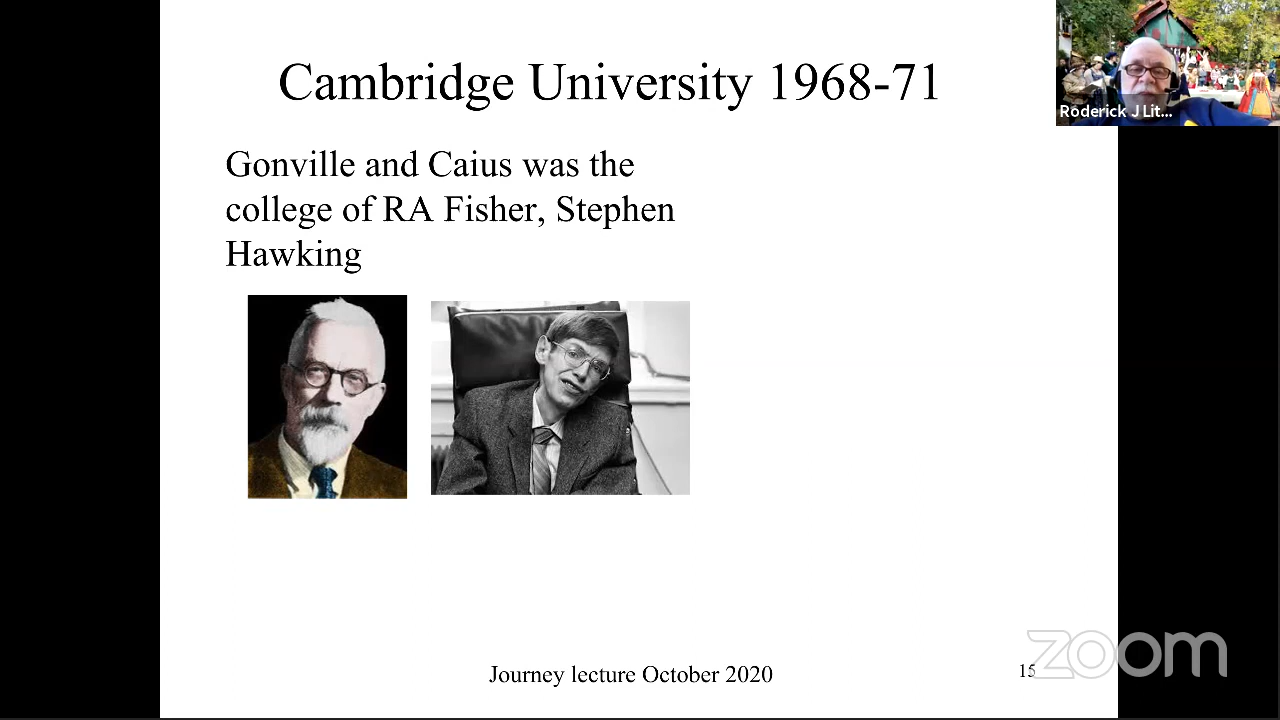 Cambridge University 1968-71
Roderick J Lit...
Gonville and Caius was the
college of RA Fisher, Stephen
Hawking
Journey lecture October 2020
15
zoom